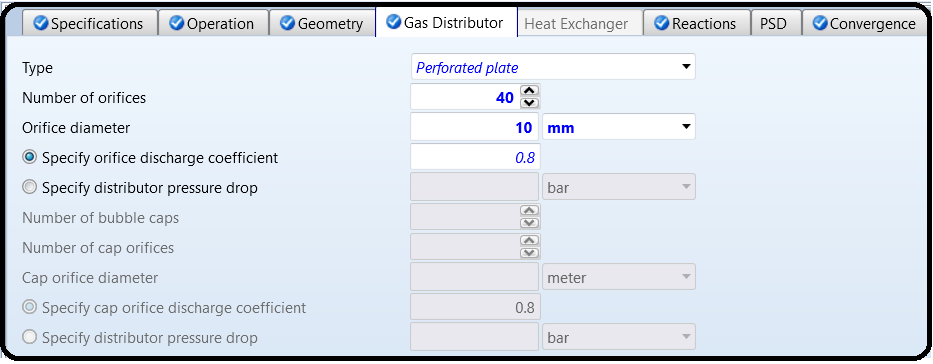 Specifications Operation Geometry Gas Distributor Heat Exchanger Reactions PSD Convergence
Type Perforated plate
Number of orifices 40
Orifice diameter 10 mm
Specify orifice discharge coefficient 0.8
Specify distributor pressure drop bar
Number of bubble caps
Number of cap orifices
Cap orifice diameter meter
Specify cap orifice discharge coefficient 0.8
Specify distributor pressure drop bar